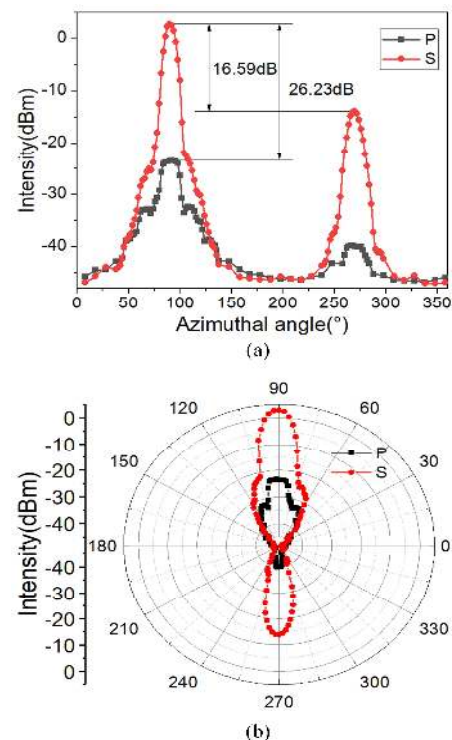 0
-10
-20
-30
-40
Intensity(dBm)
16.59dB
26.23dB
P
S
0 50 100 150 200 250 300 350
Azimuthal angle(°)
(a)
90
120 60
150 30
180 0
210 330
240 300
270
0
-10
-20
-30
-40
-50
-40
-30
-20
-10
0
Intensity(dBm)
P
S
(b)